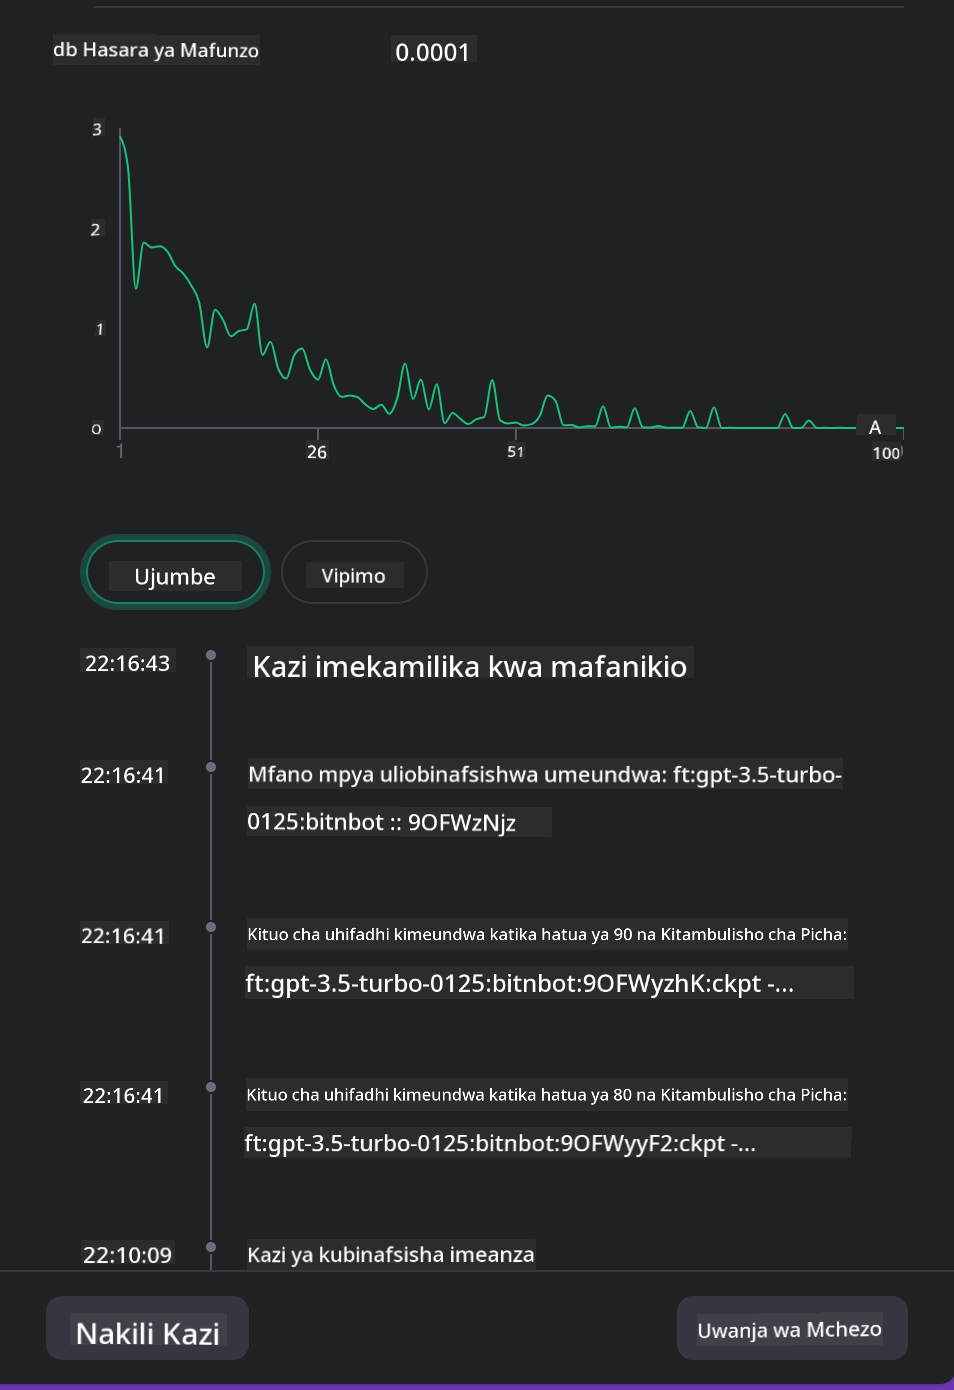 db Hasara ya Mafunzo 0.0001
3
2
1
0
A
1 26 51 100
Ujumbe Vipimo
22:16:43 Kazi imekamilika kwa mafanikio
22:16:41 Mfano mpya uliobinafsishwa umeundwa: ft:gpt-3.5-turbo-
0125:bitnbot :: 9OFWzNjz
22:16:41 Kituo cha uhifadhi kimeundwa katika hatua ya 90 na Kitambulisho cha Picha:
ft:gpt-3.5-turbo-0125:bitnbot:9OFWyzhK:ckpt -...
22:16:41 Kituo cha uhifadhi kimeundwa katika hatua ya 80 na Kitambulisho cha Picha:
ft:gpt-3.5-turbo-0125:bitnbot:9OFWyyF2:ckpt -...
22:10:09 Kazi ya kubinafsisha imeanza
Nakili Kazi Uwanja wa Mchezo